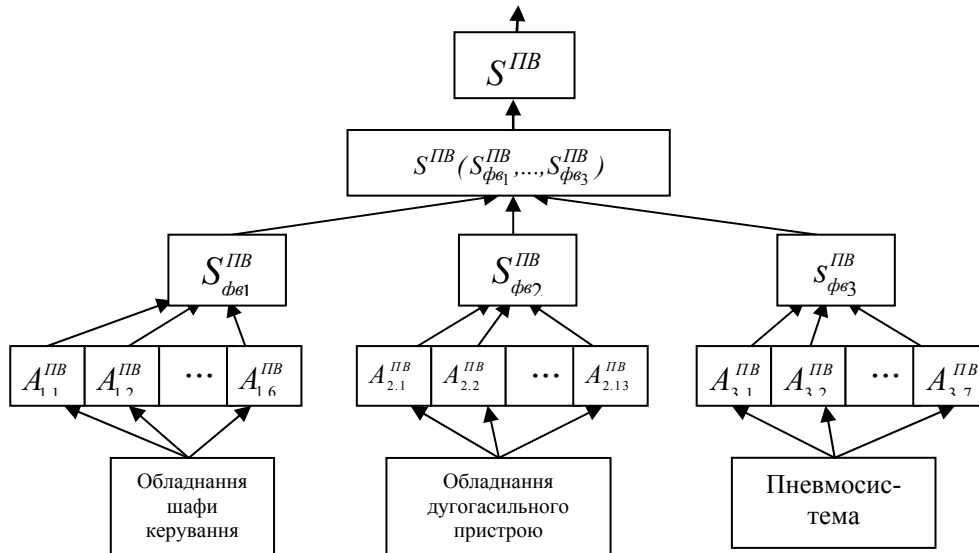 S^ПВ
S^ПВ(S^ПВ_фв1,...,S^ПВ_фв3)
S^ПВ_фв1 S^ПВ_фв2 S^ПВ_фв3
A^ПВ_1.1 A^ПВ_1.2 ... A^ПВ_1.6 A^ПВ_2.1 A^ПВ_2.2 ... A^ПВ_2.13 A^ПВ_3.1 A^ПВ_3.2 ... A^ПВ_3.7
Обладнання
шафи
керування
Обладнання
дугогасильного
пристрою
Пневмосис-
тема